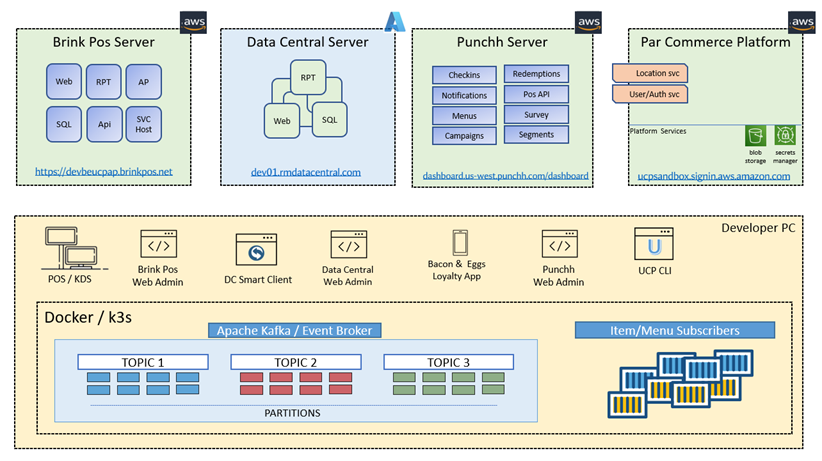 aws
aws
aws
Brink Pos Server
Web
RPT
AP
SQL
Api
SVC
Host
https://devbeucpap.brinkpos.net
Data Central Server
RPT
Web
SQL
dev01.rmdatacentral.com
Punchh Server
Checkins
Redemptions
Notifications
Pos API
Menus
Survey
Campaigns
Segments
dashboard.us-west.punchh.com/dashboard
Par Commerce Platform
Location svc
User/Auth svc
Platform Services
blob
storage
secrets
manager
ucpsandbox.signin.aws.amazon.com
Developer PC
POS / KDS
</>
Brink Pos
Web Admin
DC Smart Client
</>
Data Central
Web Admin
Bacon & Eggs
Loyalty App
</>
Punchh
Web Admin
U
UCP CLI
Docker / k3s
Apache Kafka / Event Broker
TOPIC 1
TOPIC 2
TOPIC 3
PARTITIONS
Item/Menu Subscribers